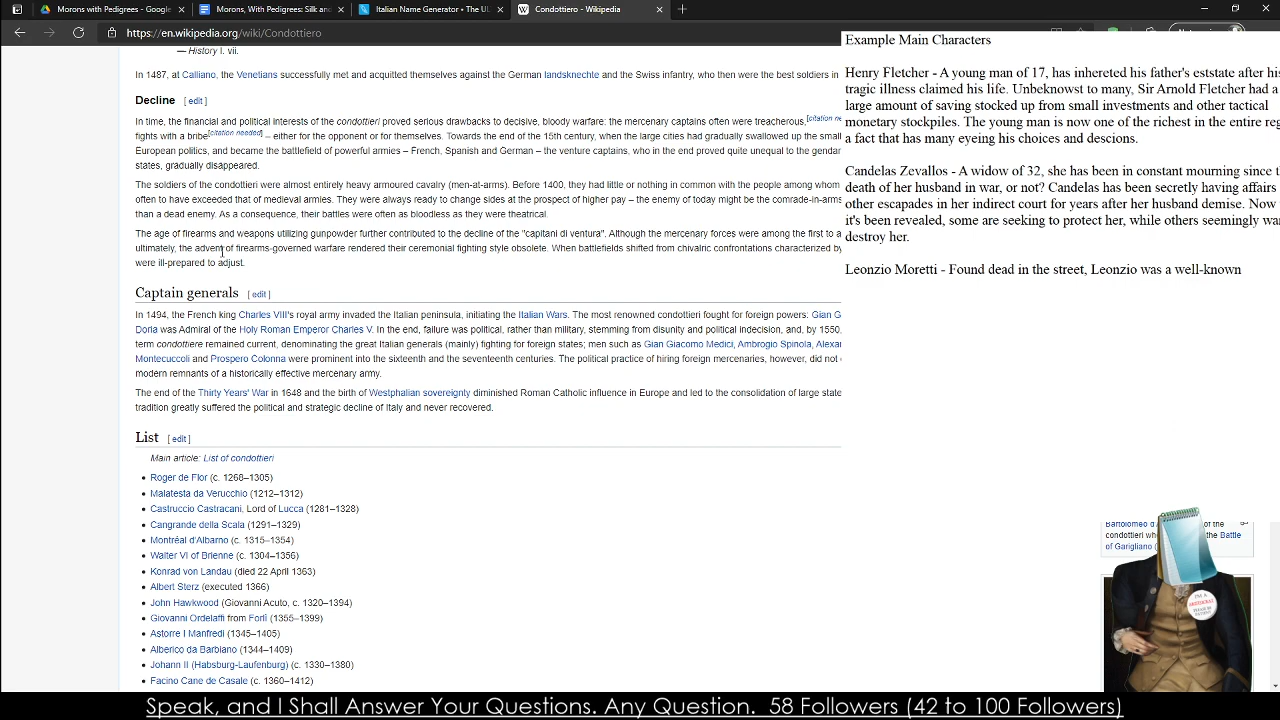 Morons with Pedigrees - Google
Morons, With Pedigrees: Silk and
Italian Name Generator • The UL
Condottiero - Wikipedia
https://en.wikipedia.org/wiki/Condottiero
— History I. vii.
In 1487, at Calliano, the Venetians successfully met and acquitted themselves against the German landsknechte and the Swiss infantry, who then were the best soldiers in
Decline [ edit ]
In time, the financial and political interests of the condottieri proved serious drawbacks to decisive, bloody warfare: the mercenary captains often were treacherous,[citation ne
fights with a bribe[citation needed] – either for the opponent or for themselves. Towards the end of the 15th century, when the large cities had gradually swallowed up the small
European politics, and became the battlefield of powerful armies – French, Spanish and German – the venture captains, who in the end proved quite unequal to the gendar
states, gradually disappeared.
The soldiers of the condottieri were almost entirely heavy armoured cavalry (men-at-arms). Before 1400, they had little or nothing in common with the people among whom
often to have exceeded that of medieval armies. They were always ready to change sides at the prospect of higher pay – the enemy of today might be the comrade-in-arms
than a dead enemy. As a consequence, their battles were often as bloodless as they were theatrical.
The age of firearms and weapons utilizing gunpowder further contributed to the decline of the "capitani di ventura". Although the mercenary forces were among the first to a
ultimately, the advent of firearms-governed warfare rendered their ceremonial fighting style obsolete. When battlefields shifted from chivalric confrontations characterized by
were ill-prepared to adjust.
Captain generals [ edit ]
In 1494, the French king Charles VIII's royal army invaded the Italian peninsula, initiating the Italian Wars. The most renowned condottieri fought for foreign powers: Gian G
Doria was Admiral of the Holy Roman Emperor Charles V. In the end, failure was political, rather than military, stemming from disunity and political indecision, and, by 1550,
term condottiere remained current, denominating the great Italian generals (mainly) fighting for foreign states; men such as Gian Giacomo Medici, Ambrogio Spinola, Alexar
Montecuccoli and Prospero Colonna were prominent into the sixteenth and the seventeenth centuries. The political practice of hiring foreign mercenaries, however, did not
modern remnants of a historically effective mercenary army.
The end of the Thirty Years' War in 1648 and the birth of Westphalian sovereignty diminished Roman Catholic influence in Europe and led to the consolidation of large state
tradition greatly suffered the political and strategic decline of Italy and never recovered.
List [ edit ]
Main article: List of condottieri
• Roger de Flor (c. 1268–1305)
• Malatesta da Verucchio (1212–1312)
• Castruccio Castracani, Lord of Lucca (1281–1328)
• Cangrande della Scala (1291–1329)
• Montréal d'Albarno (c. 1315–1354)
• Walter VI of Brienne (c. 1304–1356)
• Konrad von Landau (died 22 April 1363)
• Albert Sterz (executed 1366)
• John Hawkwood (Giovanni Acuto, c. 1320–1394)
• Giovanni Ordelaffi from Forlì (1355–1399)
• Astorre I Manfredi (1345–1405)
• Alberico da Barbiano (1344–1409)
• Johann II (Habsburg-Laufenburg) (c. 1330–1380)
• Facino Cane de Casale (c. 1360–1412)
Example Main Characters
Henry Fletcher - A young man of 17, has inhereted his father's eststate after his
tragic illness claimed his life. Unbeknowst to many, Sir Arnold Fletcher had a
large amount of saving stocked up from small investments and other tactical
monetary stockpiles. The young man is now one of the richest in the entire reg
a fact that has many eyeing his choices and descions.
Candelas Zevallos - A widow of 32, she has been in constant mourning since t
death of her husband in war, or not? Candelas has been secretly having affairs
other escapades in her indirect court for years after her husband demise. Now
it's been revealed, some are seeking to protect her, while others seemingly wa
destroy her.
Leonzio Moretti - Found dead in the street, Leonzio was a well-known
Bartolomeo d'A of the
condottieri wh the Battle
of Garigliano (
I'M A
ARISTOCRAT
Speak, and I Shall Answer Your Questions. Any Question. 58 Followers (42 to 100 Followers)